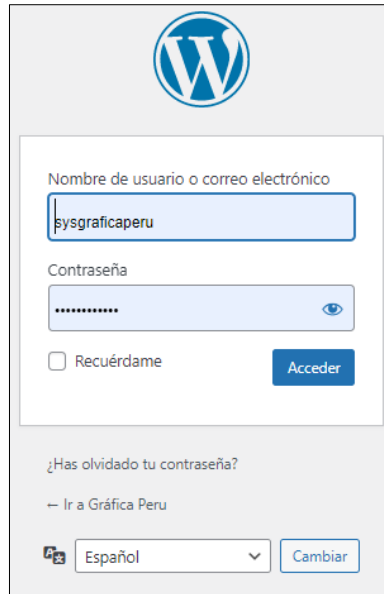 Nombre de usuario o correo electrónico
sysgraficaperu
Contraseña
••••••••••••
Recuérdame
Acceder
¿Has olvidado tu contraseña?
← Ir a Gráfica Peru
Español
Cambiar